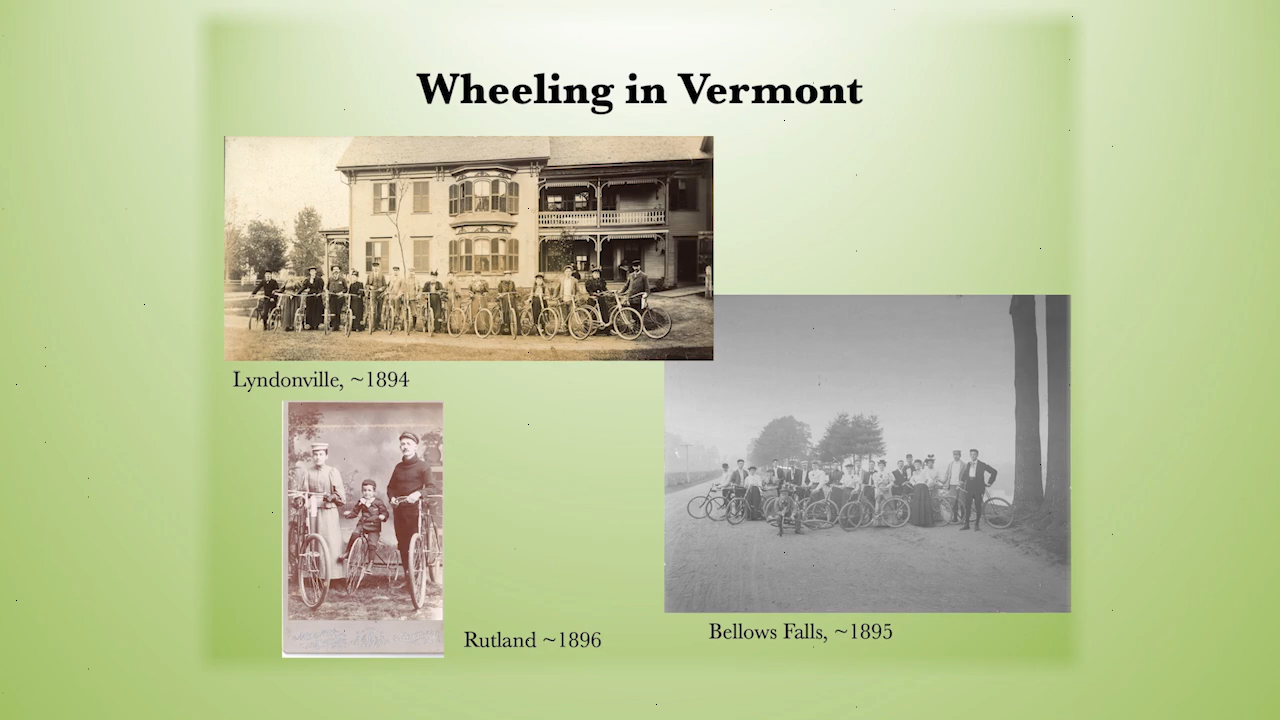 Wheeling in Vermont
Lyndonville, ~1894
Rutland ~1896
Bellows Falls, ~1895